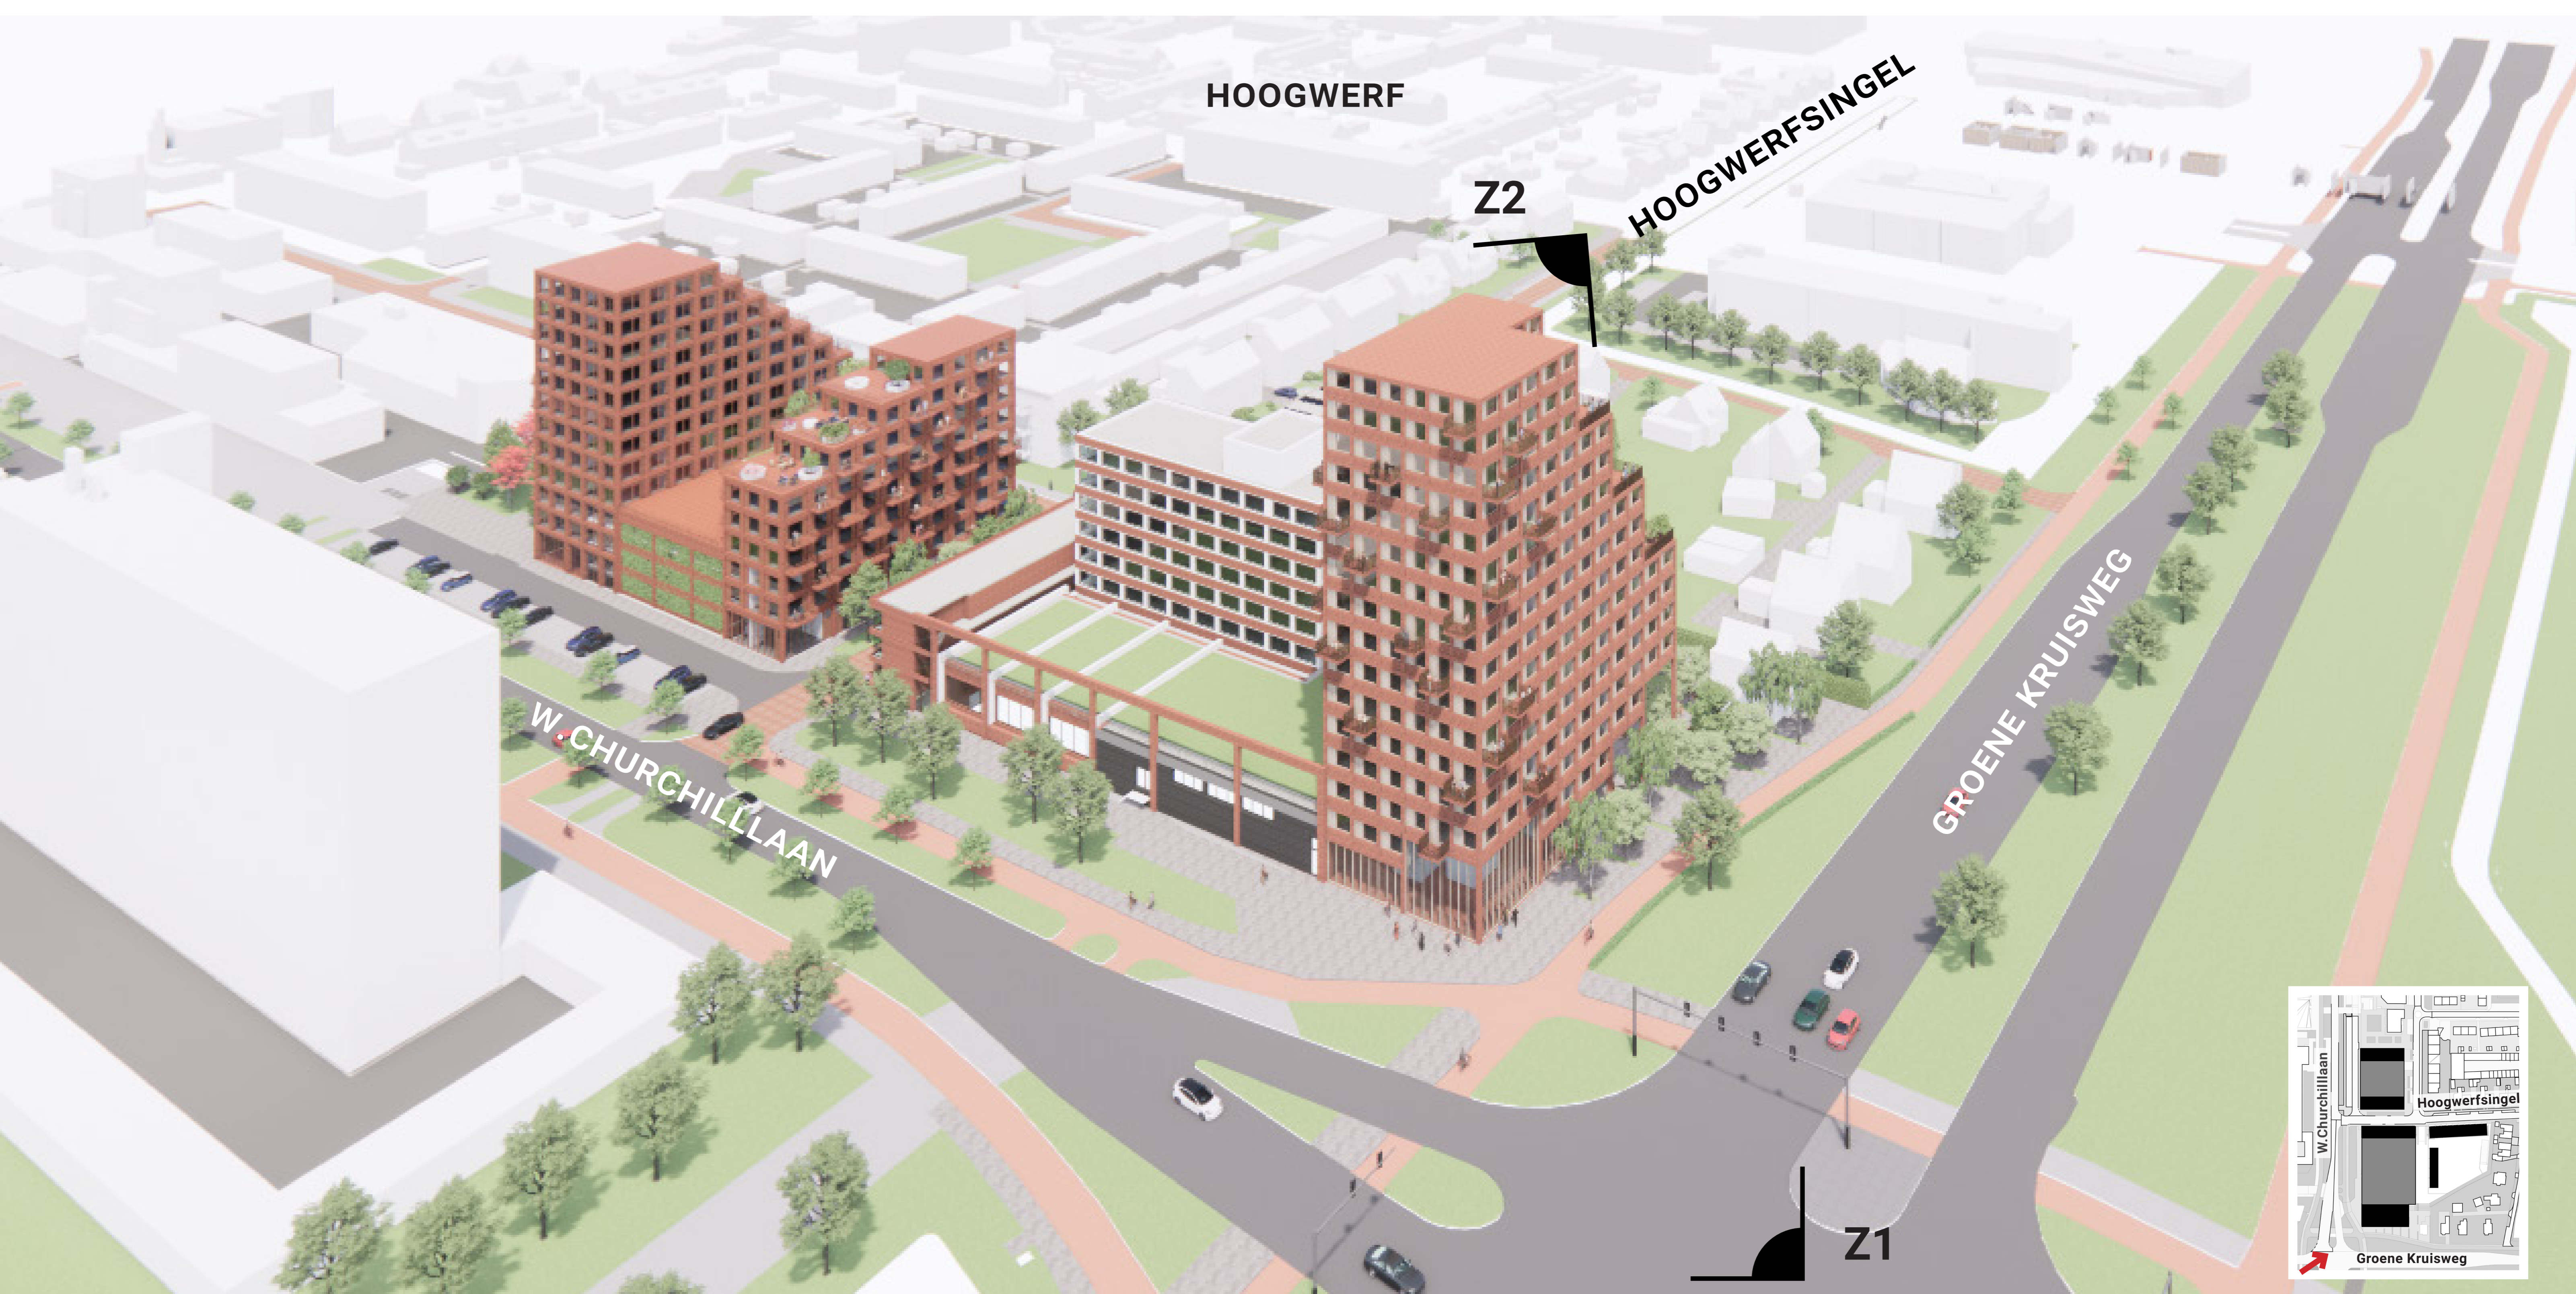 HOOGWERF
HOOGWERFSINGEL
Z2
GROENE KRUISWEG
W.CHURCHILLLAAN
Z1
W.Churchilllaan
Hoogwerfsingel
Groene Kruisweg